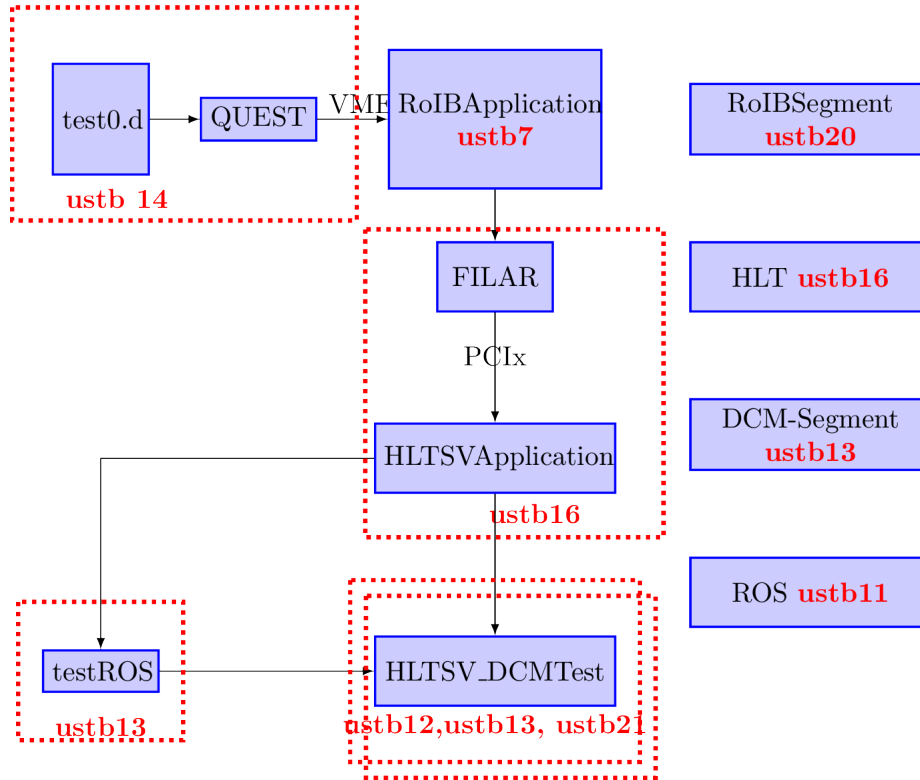 test0.d
QUEST
VME
RoIBApplication
ustb7
ustb 14
RoIBSegment
ustb20
FILAR
HLT ustb16
PCIx
HLTSVApplication
ustb16
DCM-Segment
ustb13
ROS ustb11
testROS
ustb13
HLTSV_DCMTest
ustb12,ustb13, ustb21